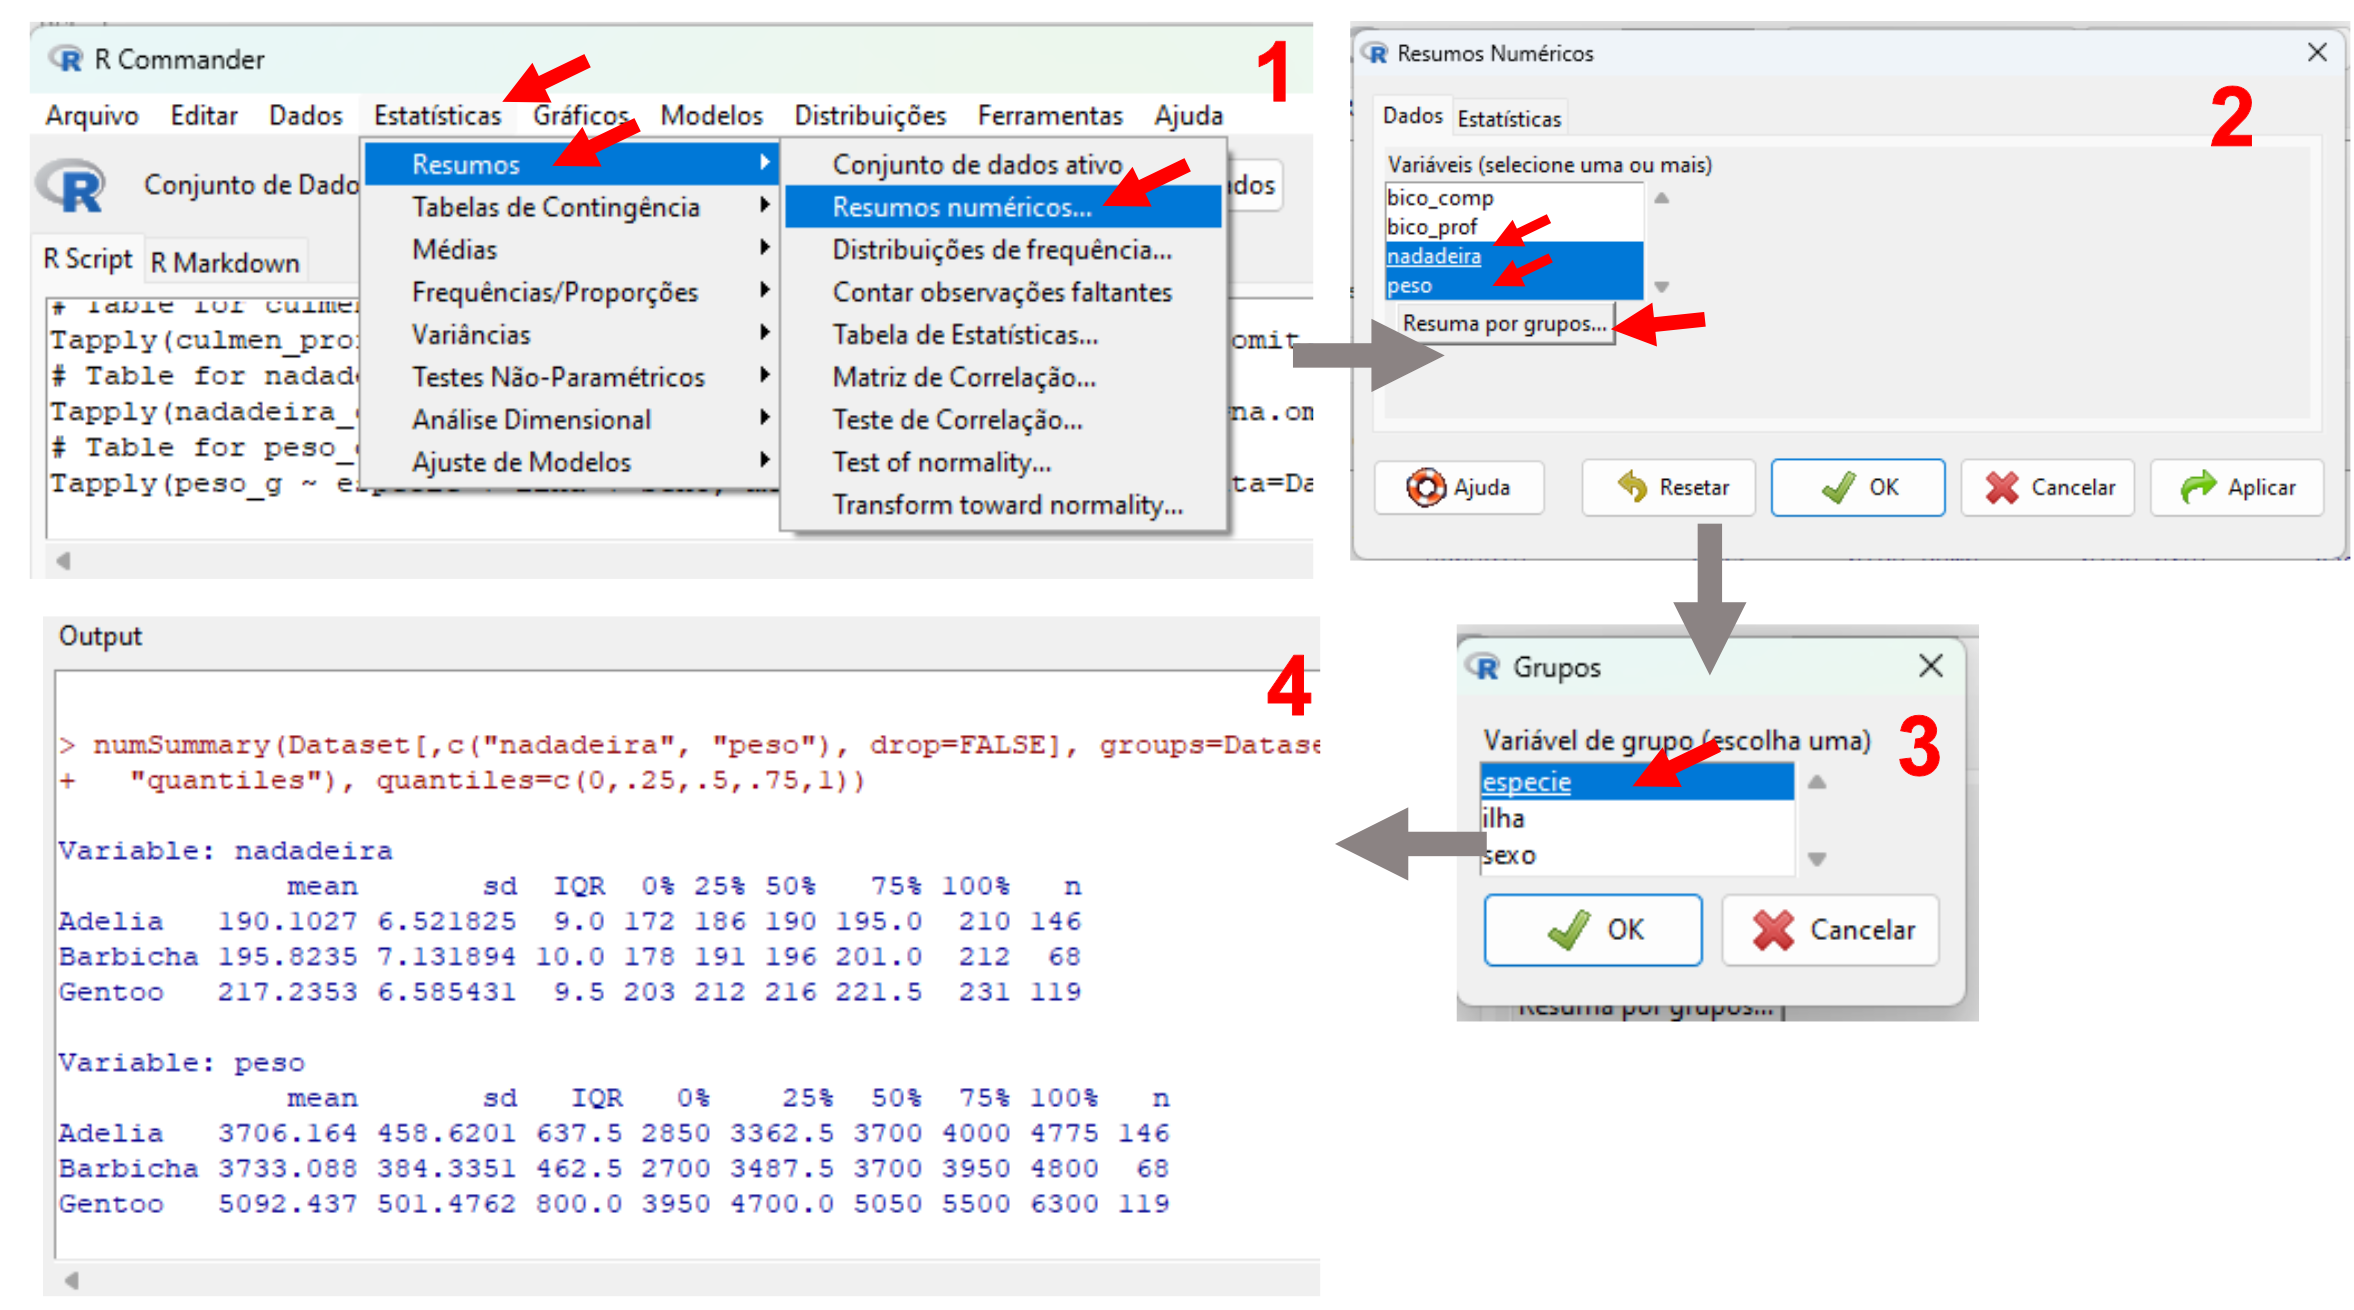 R Commander
1
Arquivo Editar Dados Estatísticas Gráficos Modelos Distribuições Ferramentas Ajuda
Conjunto de Dado
dos
Resumos
Tabelas de Contingência
Médias
Frequências/Proporções
Variâncias
Testes Não-Paramétricos
Análise Dimensional
Ajuste de Modelos
Conjunto de dados ativo
Resumos numéricos...
Distribuições de frequência...
Contar observações faltantes
Tabela de Estatísticas...
Matriz de Correlação...
Teste de Correlação...
Test of normality...
Transform toward normality...
R Script R Markdown
# Table for culme
Tapply(culmen_pro omit
# Table for nadad
Tapply(nadadeira_ na.om
# Table for peso_
Tapply(peso_g ~ ta=Da
Resumos Numéricos
2
Dados Estatísticas
Variáveis (selecione uma ou mais)
bico_comp
bico_prof
nadadeira
peso
Resuma por grupos...
Ajuda Resetar OK Cancelar Aplicar
Grupos
3
Variável de grupo (escolha uma)
especie
ilha
sexo
OK Cancelar
Resuma por grupos...
Output
4
> numSummary(Dataset[,c("nadadeira", "peso"), drop=FALSE], groups=Datase
+ "quantiles"), quantiles=c(0,.25,.5,.75,1))
Variable: nadadeira
mean sd IQR 0% 25% 50% 75% 100% n
Adelia 190.1027 6.521825 9.0 172 186 190 195.0 210 146
Barbicha 195.8235 7.131894 10.0 178 191 196 201.0 212 68
Gentoo 217.2353 6.585431 9.5 203 212 216 221.5 231 119
Variable: peso
mean sd IQR 0% 25% 50% 75% 100% n
Adelia 3706.164 458.6201 637.5 2850 3362.5 3700 4000 4775 146
Barbicha 3733.088 384.3351 462.5 2700 3487.5 3700 3950 4800 68
Gentoo 5092.437 501.4762 800.0 3950 4700.0 5050 5500 6300 119